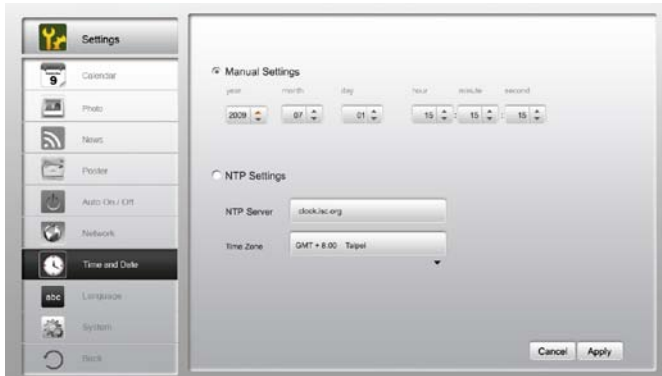 Settings
9
Calendar
Photo
News
Poster
Auto On / Off
Network
Time and Date
abc
Language
System
Back
Manual Settings
year month day hour minute second
2009 07 01 15 : 15 : 15
NTP Settings
NTP Server clock.isc.org
Time Zone GMT + 8.00 Taipei
Cancel Apply